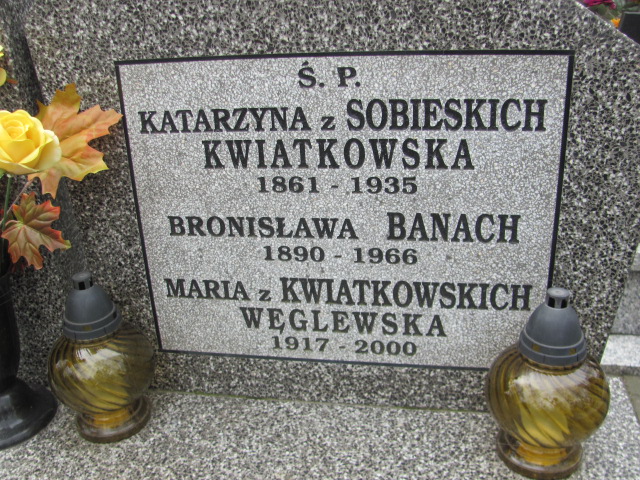 Ś. P.
KATARZYNA z SOBIESKICH
KWIATKOWSKA
1861 - 1935
BRONISŁAWA BANACH
1890 - 1966
MARIA z KWIATKOWSKICH
WĘGLEWSKA
1917 - 2000